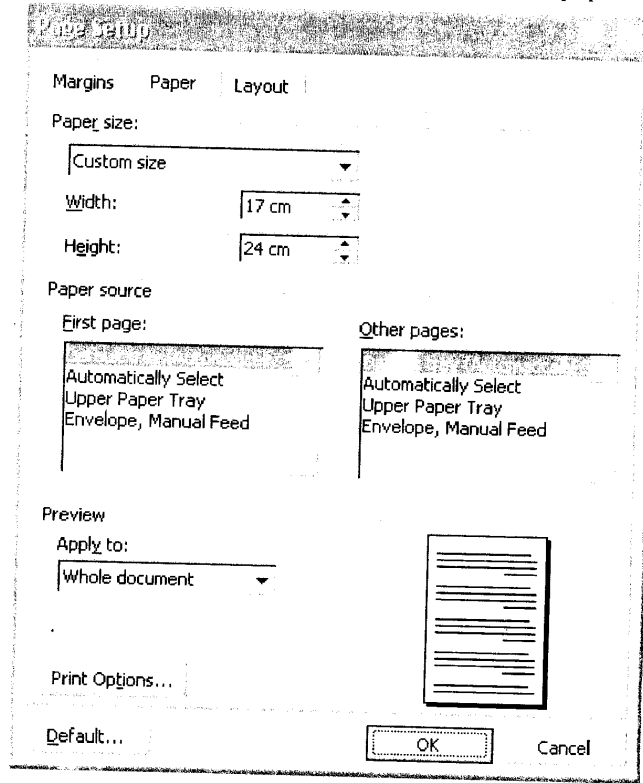 Page Setup
Margins Paper Layout
Paper size:
Custom size
Width: 17 cm
Height: 24 cm
Paper source
First page: Other pages:
Automatically Select Automatically Select
Upper Paper Tray Upper Paper Tray
Envelope, Manual Feed Envelope, Manual Feed
Preview
Apply to:
Whole document
Print Options...
Default... OK Cancel